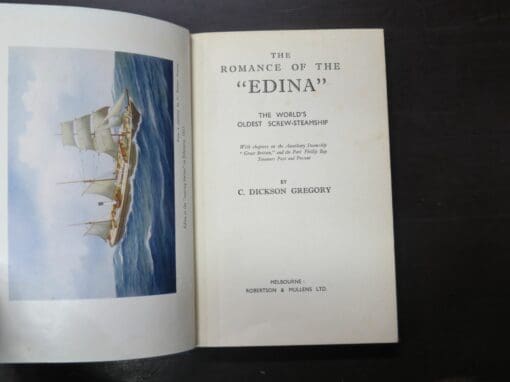 THE
ROMANCE OF THE
"EDINA"
THE WORLD'S
OLDEST SCREW-STEAMSHIP
With chapters on the Auxiliary Steamship
"Great Britain," and the Port Phillip Bay
Steamers Past and Present
BY
C. DICKSON GREGORY
MELBOURNE:
ROBERTSON & MULLENS LTD.